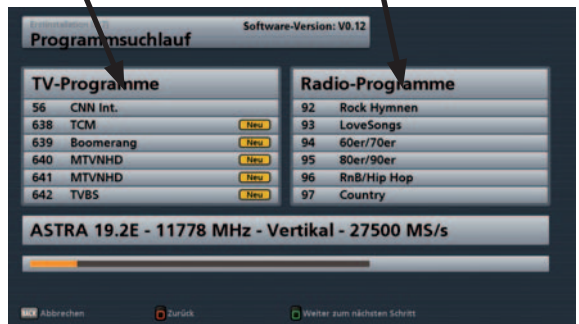 Erstinstallation
Programmsuchlauf
Software-Version: V0.12
TV-Programme
56 CNN Int.
638 TCM Neu
639 Boomerang Neu
640 MTVNHD Neu
641 MTVNHD Neu
642 TVBS Neu
Radio-Programme
92 Rock Hymnen
93 LoveSongs
94 60er/70er
95 80er/90er
96 RnB/Hip Hop
97 Country
ASTRA 19.2E - 11778 MHz - Vertikal - 27500 MS/s
BACK Abbrechen
Zurück
Weiter zum nächsten Schritt